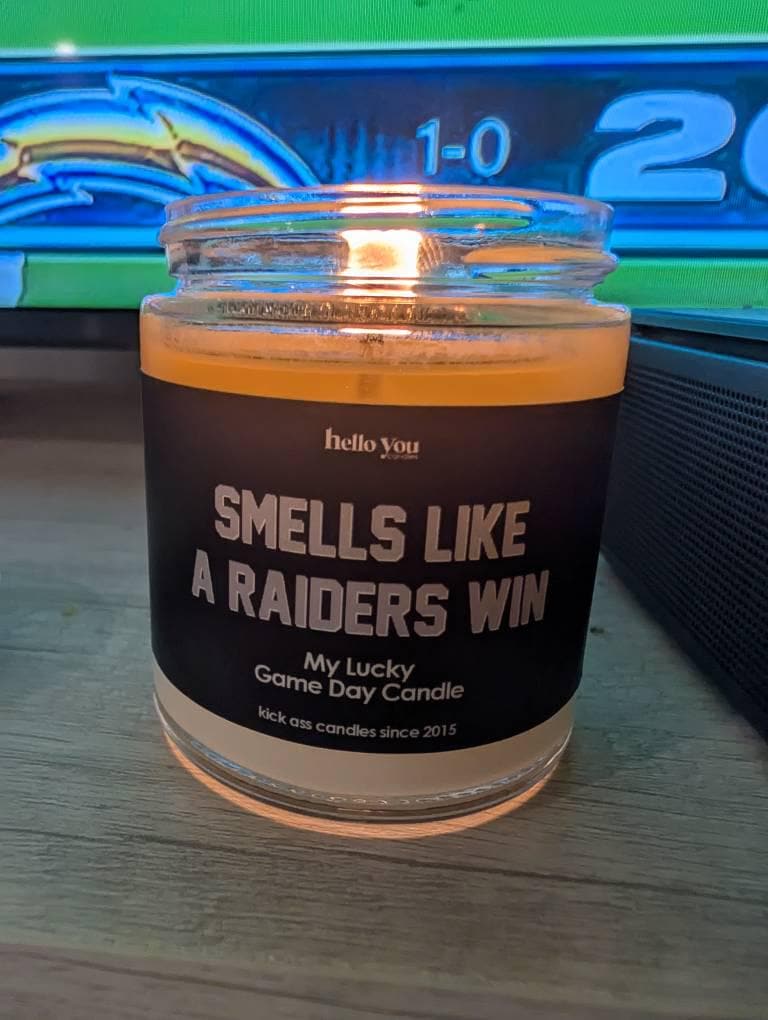 1-0
2
hello you
candles
SMELLS LIKE
A RAIDERS WIN
My Lucky
Game Day Candle
kick ass candles since 2015